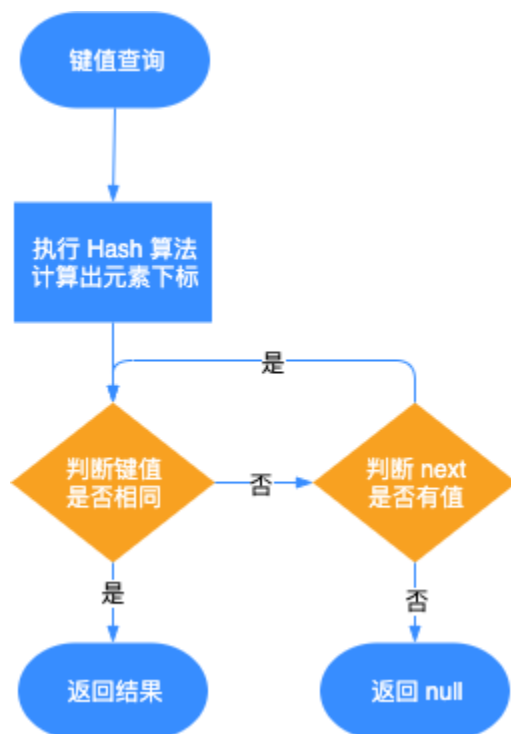 键值查询
执行 Hash 算法
计算出元素下标
是
判断键值
是否相同
否
判断 next
是否有值
是
否
返回结果
返回 null